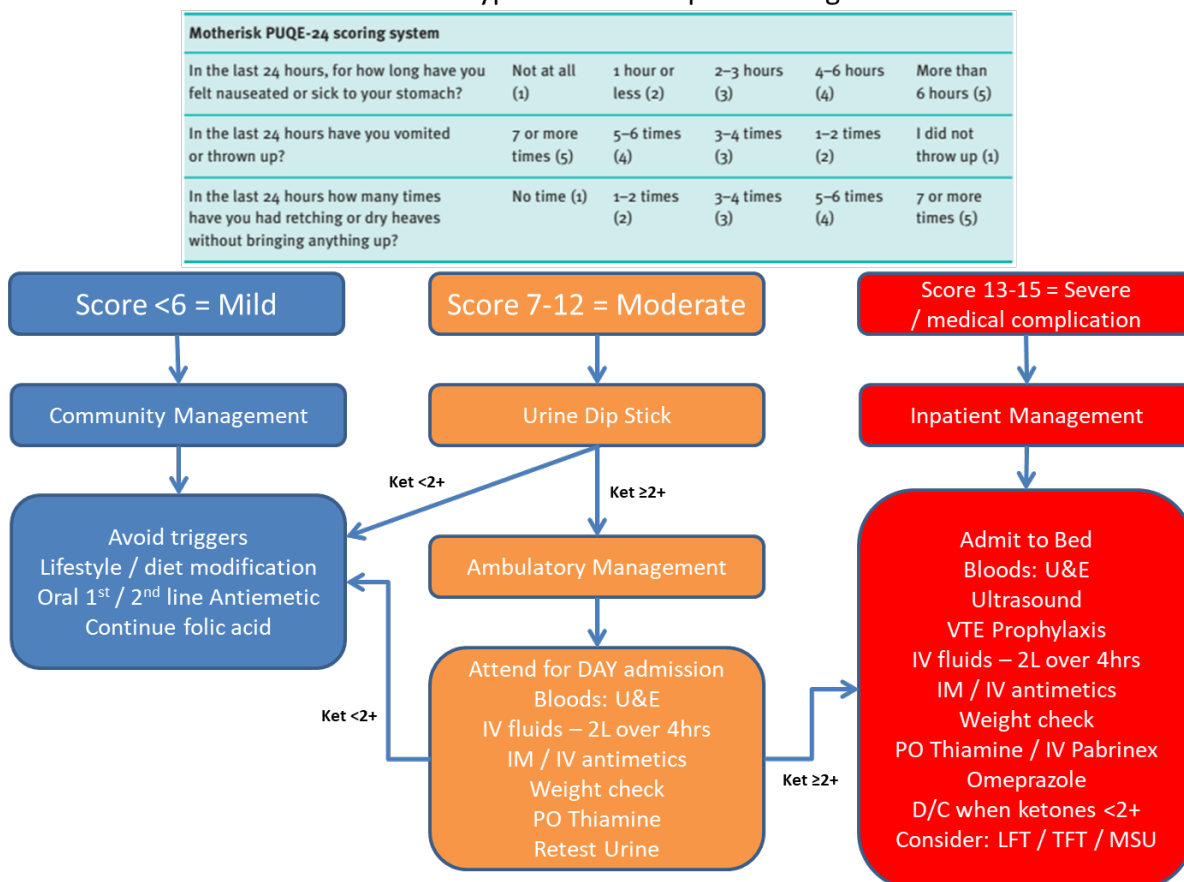 Motherisk PUQE-24 scoring system
In the last 24 hours, for how long have you felt nauseated or sick to your stomach? Not at all (1) 1 hour or less (2) 2–3 hours (3) 4–6 hours (4) More than 6 hours (5)
In the last 24 hours have you vomited or thrown up? 7 or more times (5) 5–6 times (4) 3–4 times (3) 1–2 times (2) I did not throw up (1)
In the last 24 hours how many times have you had retching or dry heaves without bringing anything up? No time (1) 1–2 times (2) 3–4 times (3) 5–6 times (4) 7 or more times (5)
Score <6 = Mild
Community Management
Avoid triggers
Lifestyle / diet modification
Oral 1st / 2nd line Antiemetic
Continue folic acid
Score 7-12 = Moderate
Urine Dip Stick
Ket <2+
Ket ≥2+
Ambulatory Management
Attend for DAY admission
Bloods: U&E
IV fluids – 2L over 4hrs
IM / IV antimetics
Weight check
PO Thiamine
Retest Urine
Ket <2+
Ket ≥2+
Score 13-15 = Severe
/ medical complication
Inpatient Management
Admit to Bed
Bloods: U&E
Ultrasound
VTE Prophylaxis
IV fluids – 2L over 4hrs
IM / IV antimetics
Weight check
PO Thiamine / IV Pabrinex
Omeprazole
D/C when ketones <2+
Consider: LFT / TFT / MSU